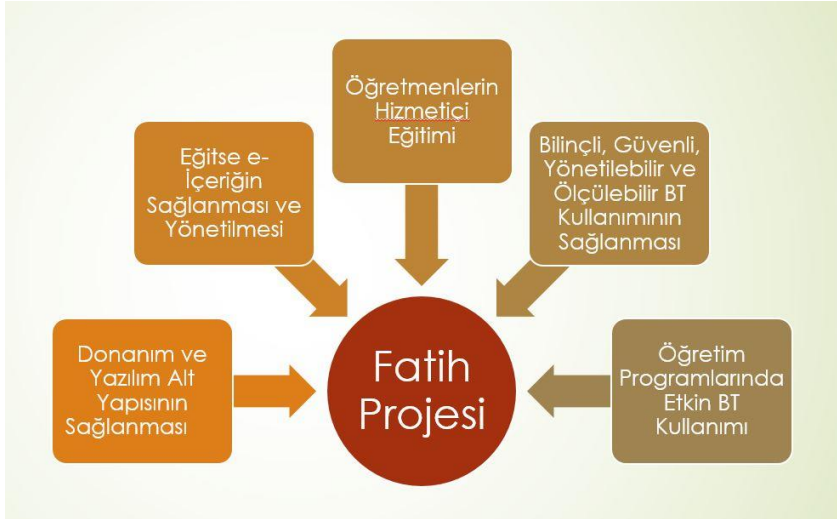 Öğretmenlerin
Hizmetiçi
Eğitimi
Eğitse e-
İçeriğin
Sağlanması ve
Yönetilmesi
Bilinçli, Güvenli,
Yönetilebilir ve
Ölçülebilir BT
Kullanımının
Sağlanması
Donanım ve
Yazılım Alt
Yapısının
Sağlanması
Fatih
Projesi
Öğretim
Programlarında
Etkin BT
Kullanımı